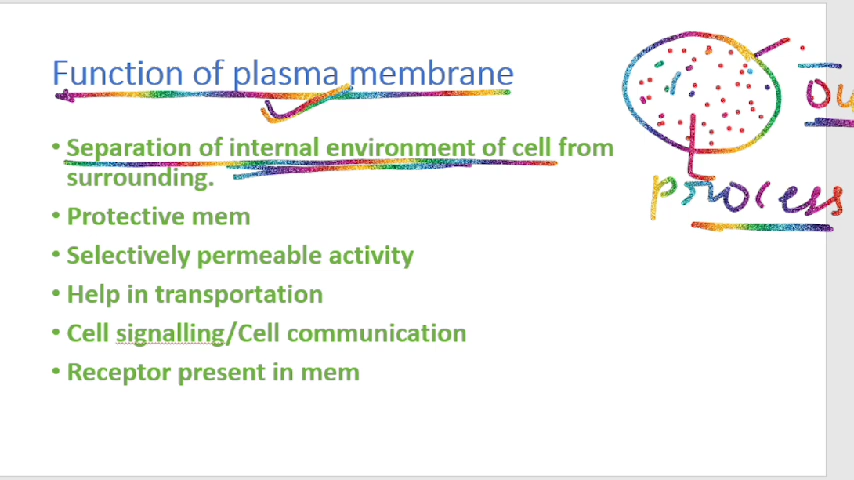 Function of plasma membrane
• Separation of internal environment of cell from
surrounding.
• Protective mem
• Selectively permeable activity
• Help in transportation
• Cell signalling/Cell communication
• Receptor present in mem
process